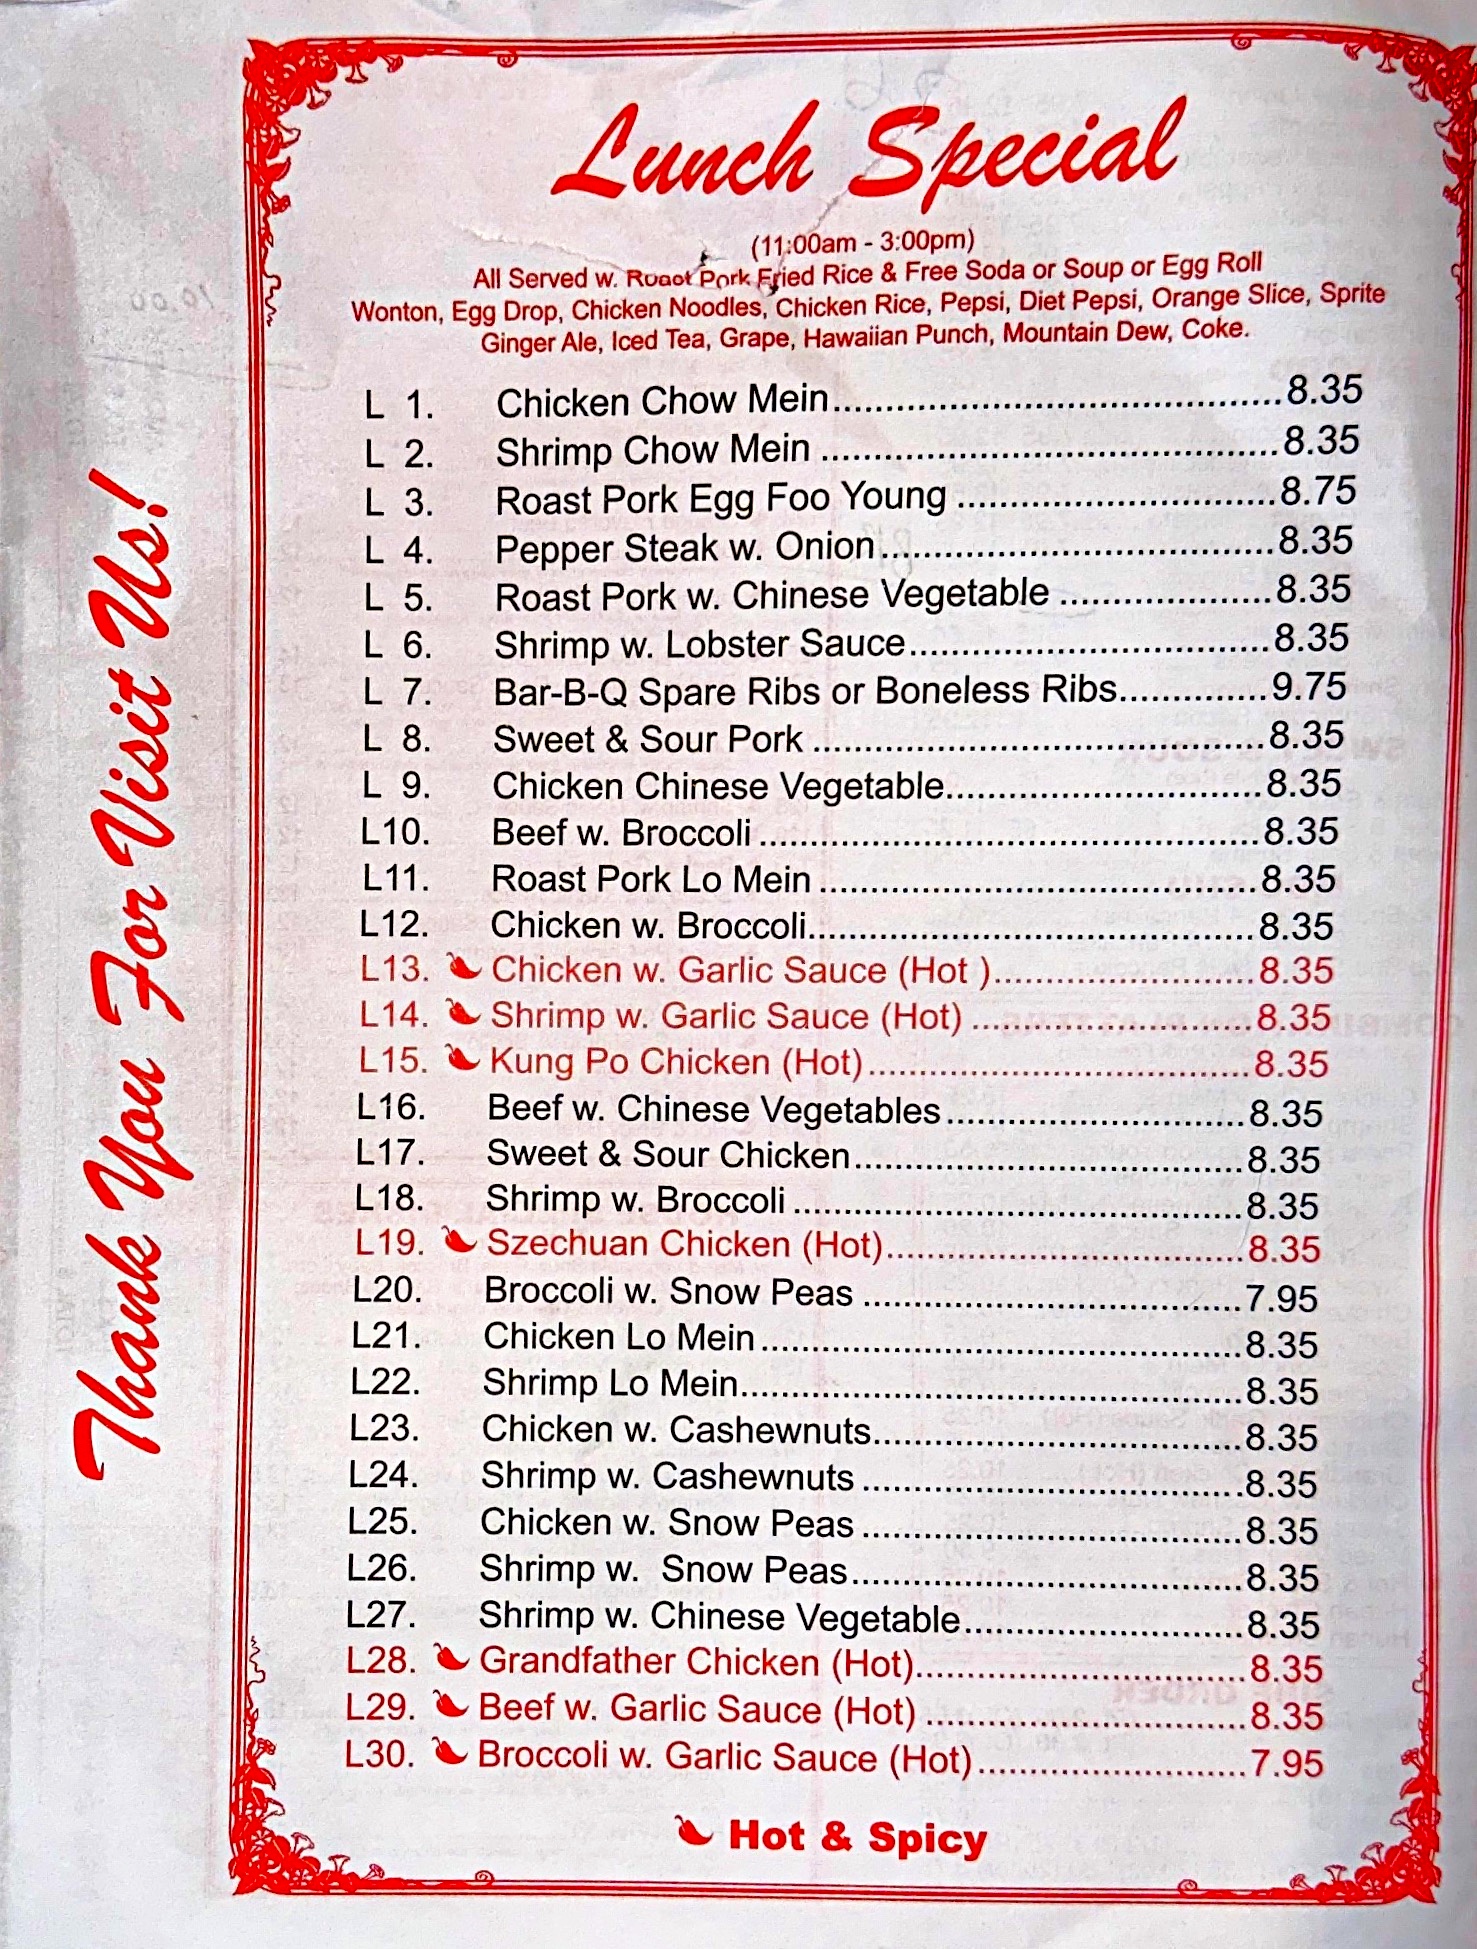 Lunch Special
(11:00am - 3:00pm)
All Served w. Roast Pork Fried Rice & Free Soda or Soup or Egg Roll
Wonton, Egg Drop, Chicken Noodles, Chicken Rice, Pepsi, Diet Pepsi, Orange Slice, Sprite
Ginger Ale, Iced Tea, Grape, Hawaiian Punch, Mountain Dew, Coke.
L 1. Chicken Chow Mein 8.35
L 2. Shrimp Chow Mein 8.35
L 3. Roast Pork Egg Foo Young 8.75
L 4. Pepper Steak w. Onion 8.35
L 5. Roast Pork w. Chinese Vegetable 8.35
L 6. Shrimp w. Lobster Sauce 8.35
L 7. Bar-B-Q Spare Ribs or Boneless Ribs 9.75
L 8. Sweet & Sour Pork 8.35
L 9. Chicken Chinese Vegetable 8.35
L10. Beef w. Broccoli 8.35
L11. Roast Pork Lo Mein 8.35
L12. Chicken w. Broccoli 8.35
L13. Chicken w. Garlic Sauce (Hot ) 8.35
L14. Shrimp w. Garlic Sauce (Hot) 8.35
L15. Kung Po Chicken (Hot) 8.35
L16. Beef w. Chinese Vegetables 8.35
L17. Sweet & Sour Chicken 8.35
L18. Shrimp w. Broccoli 8.35
L19. Szechuan Chicken (Hot) 8.35
L20. Broccoli w. Snow Peas 7.95
L21. Chicken Lo Mein 8.35
L22. Shrimp Lo Mein 8.35
L23. Chicken w. Cashewnuts 8.35
L24. Shrimp w. Cashewnuts 8.35
L25. Chicken w. Snow Peas 8.35
L26. Shrimp w. Snow Peas 8.35
L27. Shrimp w. Chinese Vegetable 8.35
L28. Grandfather Chicken (Hot) 8.35
L29. Beef w. Garlic Sauce (Hot) 8.35
L30. Broccoli w. Garlic Sauce (Hot) 7.95
Hot & Spicy
Thank You For Visit Us!